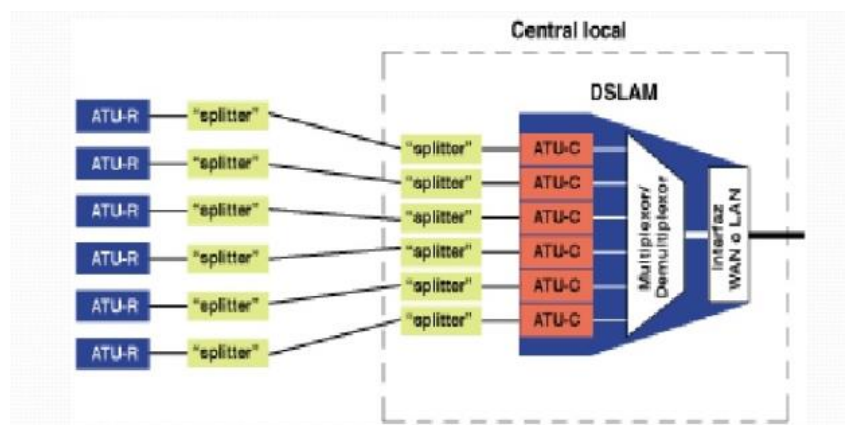 Central local
DSLAM
ATU-R "splitter"
ATU-R "splitter"
ATU-R "splitter"
ATU-R "splitter"
ATU-R "splitter"
ATU-R "splitter"
"splitter" ATU-C
"splitter" ATU-C
"splitter" ATU-C
"splitter" ATU-C
"splitter" ATU-C
"splitter" ATU-C
Multiplexor/
Demultiplexor
Interfaz
WAN o LAN